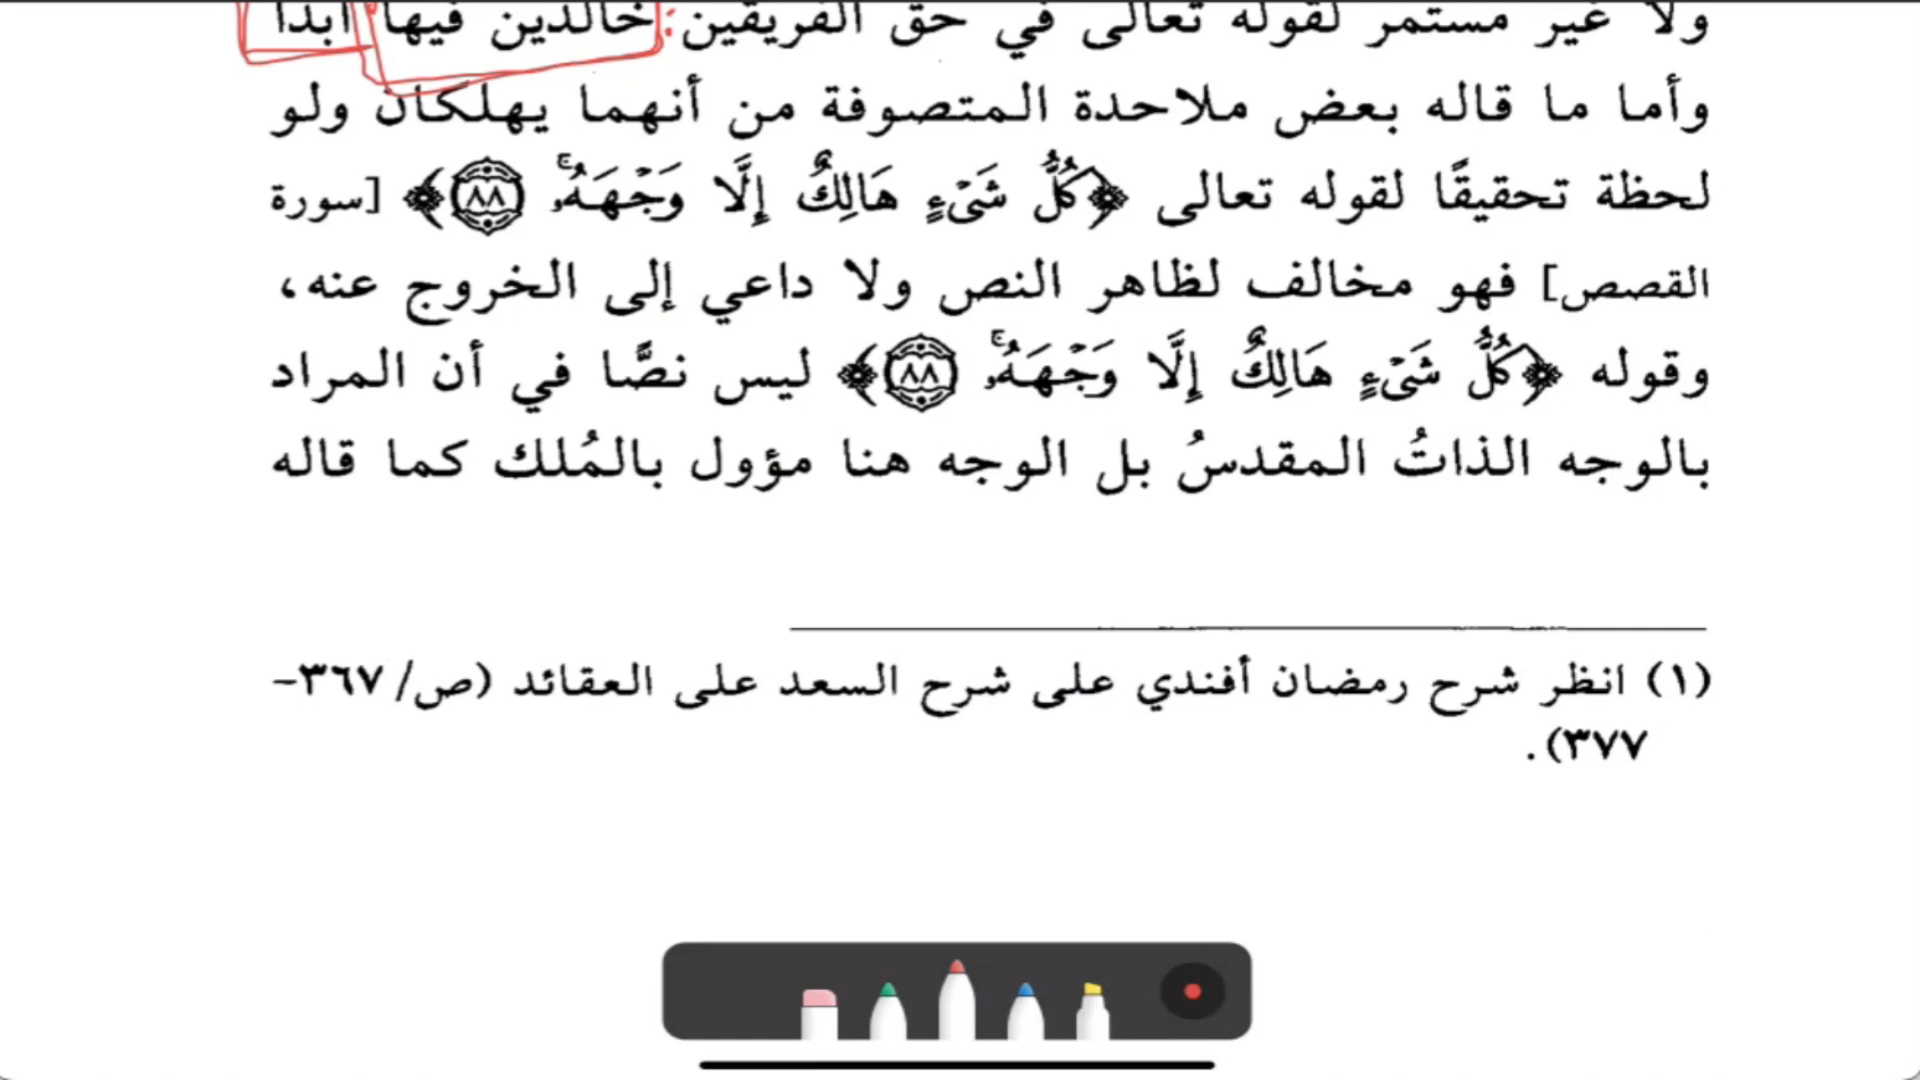 ولا غير مستمر لقوله تعالى في حق الفريقين: خالدين فيها أبدا
وأما ما قاله بعض ملاحدة المتصوفة من أنهما يهلكان ولو
لحظة تحقيقًا لقوله تعالى ﴿كُلُّ شَىْءٍ هَالِكٌ إِلَّا وَجْهَهُۥۚ ٨٨﴾ [سورة
القصص] فهو مخالف لظاهر النص ولا داعي إلى الخروج عنه،
وقوله ﴿كُلُّ شَىْءٍ هَالِكٌ إِلَّا وَجْهَهُۥۚ ٨٨﴾ ليس نصًّا في أن المراد
بالوجه الذاتُ المقدسُ بل الوجه هنا مؤول بالمُلك كما قاله
(١) انظر شرح رمضان أفندي على شرح السعد على العقائد (ص/ ٣٦٧-
٣٧٧).